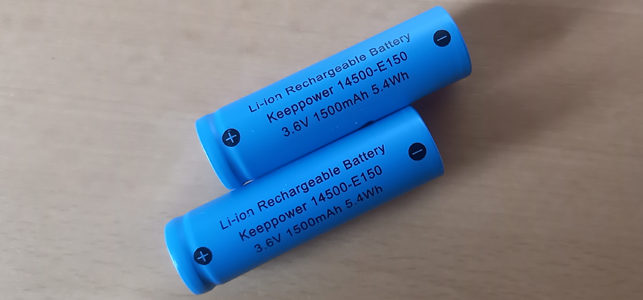 Li-ion Rechargeable Battery
Keeppower 14500-E150
3.6V 1500mAh 5.4Wh
Li-ion Rechargeable Battery
Keeppower 14500-E150
3.6V 1500mAh 5.4Wh